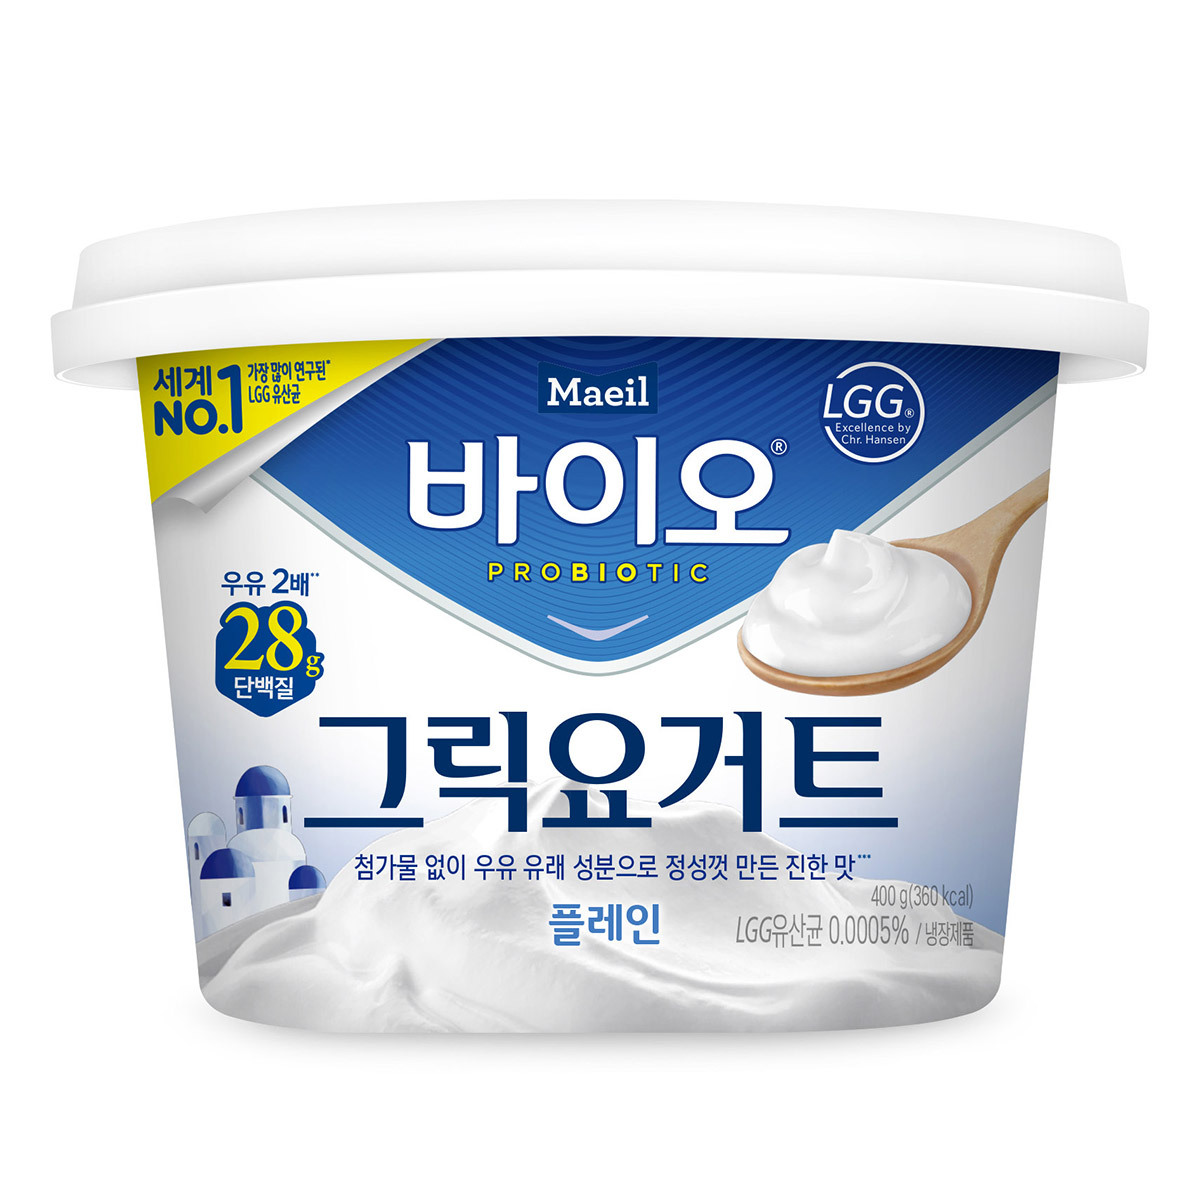 세계 NO.1
가장 많이 연구된*
LGG 유산균
Maeil
바이오®
PROBIOTIC
LGG®
Excellence by
Chr. Hansen
우유 2배**
28g
단백질
그릭요거트
첨가물 없이 우유 유래 성분으로 정성껏 만든 진한 맛***
플레인
400 g(360 kcal)
LGG유산균 0.0005% / 냉장제품